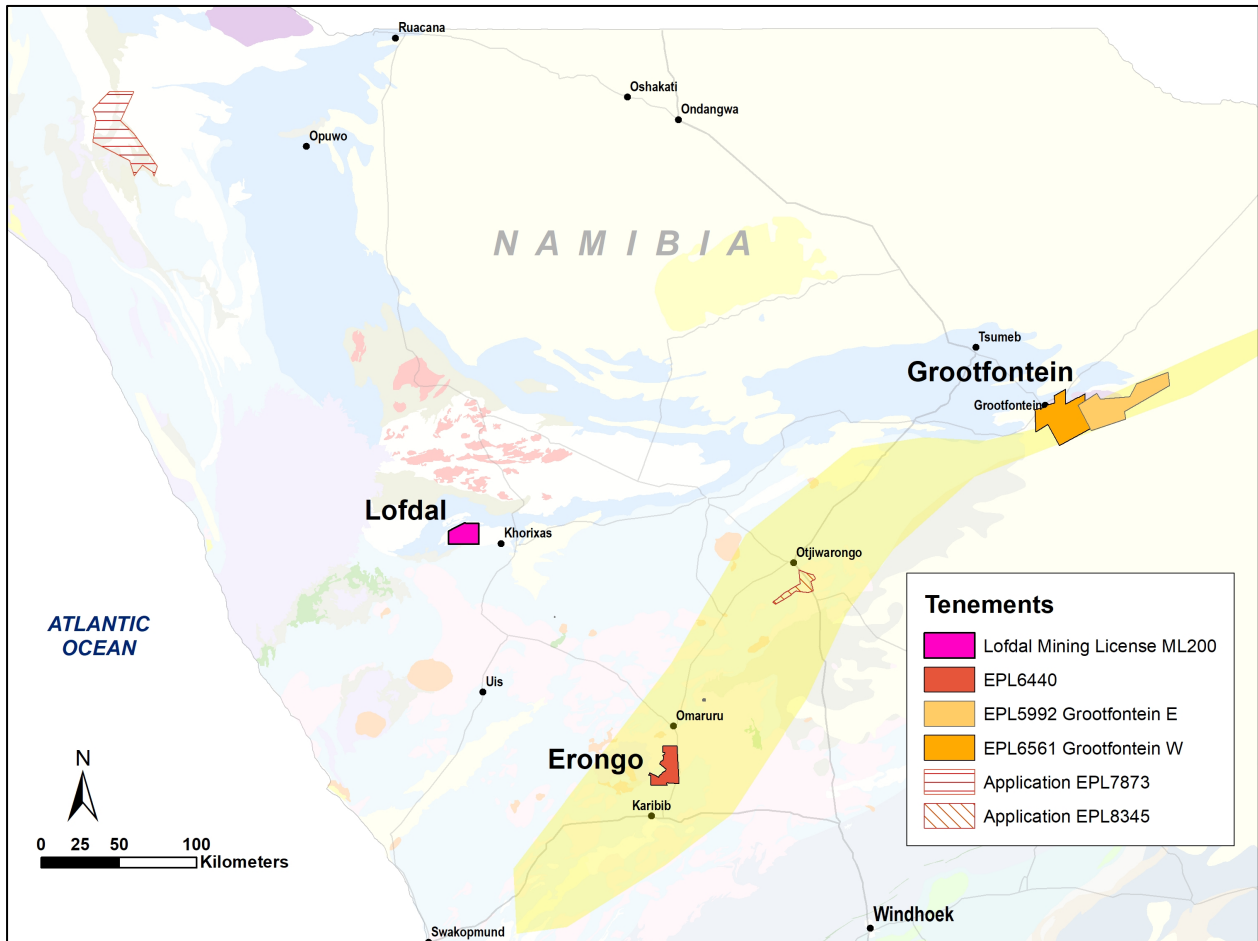 Ruacana
Oshakati
Ondangwa
Opuwo
N A M I B I A
Tsumeb
Grootfontein
Grootfontein
Lofdal
Khorixas
Otjiwarongo
ATLANTIC
OCEAN
Uis
Omaruru
Erongo
Karibib
N
0 25 50 100
Kilometers
Swakopmund
Windhoek
Tenements
Lofdal Mining License ML200
EPL6440
EPL5992 Grootfontein E
EPL6561 Grootfontein W
Application EPL7873
Application EPL8345